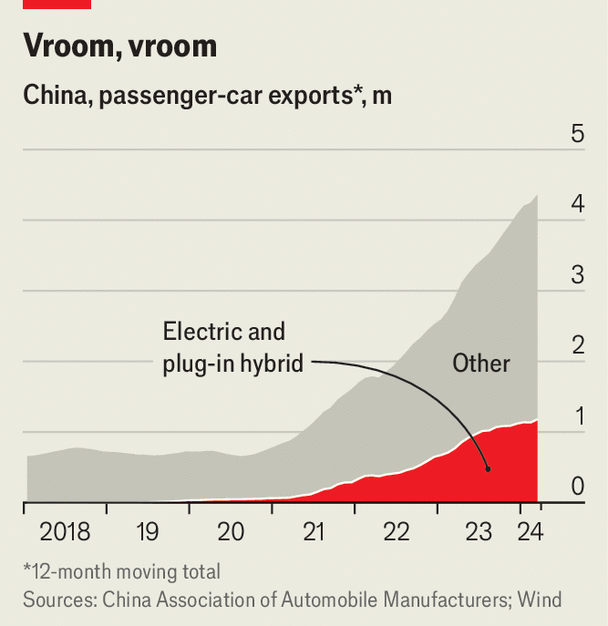 Vroom, vroom
China, passenger-car exports*, m
5
4
3
2
1
0
Electric and
plug-in hybrid
Other
2018 19 20 21 22 23 24
*12-month moving total
Sources: China Association of Automobile Manufacturers; Wind